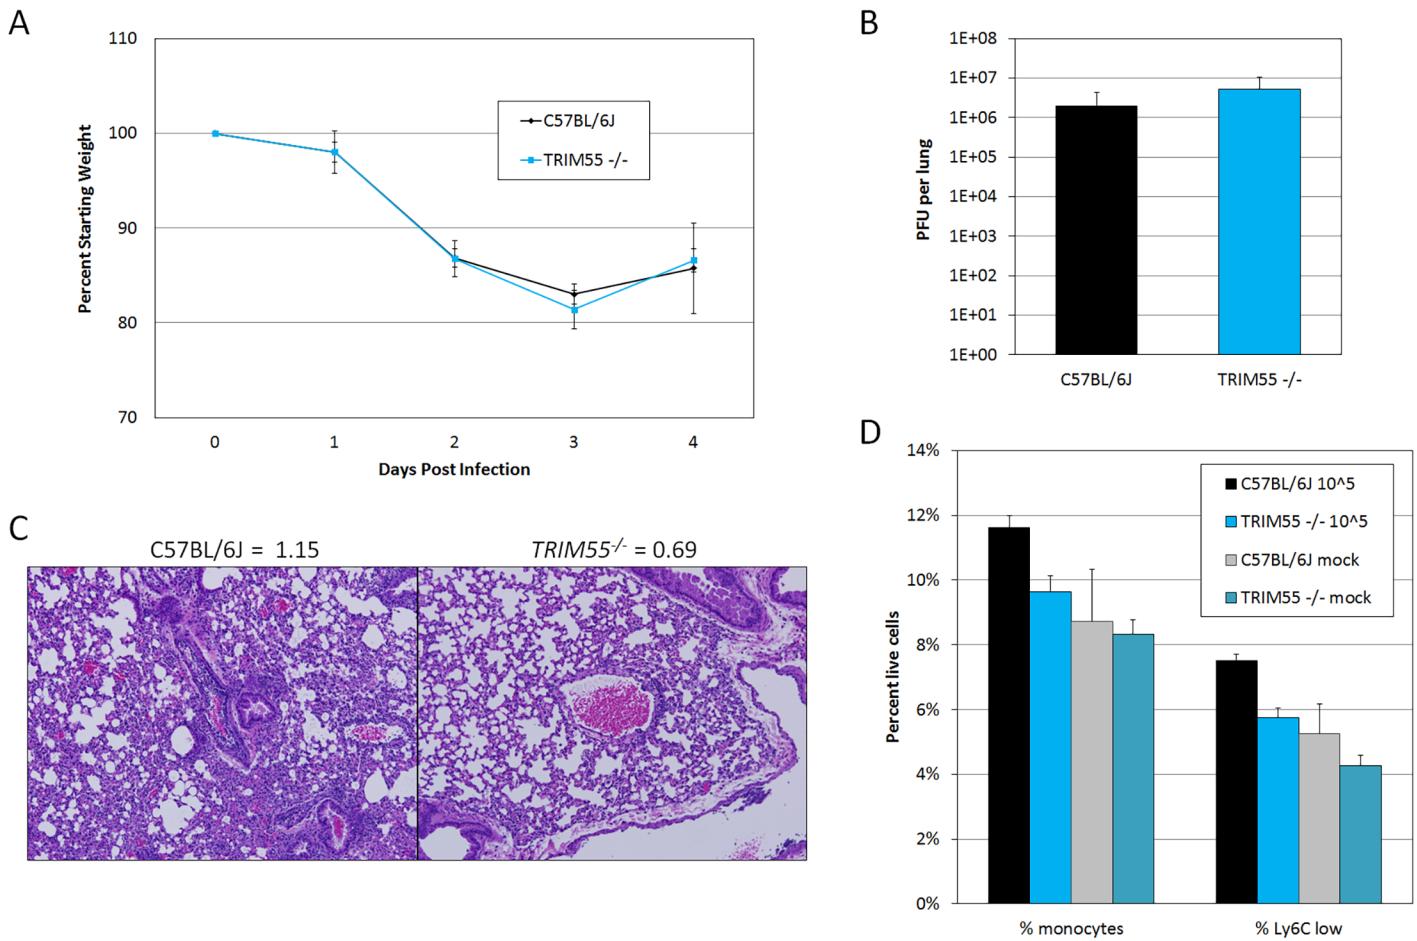 A
110
100
90
80
70
Percent Starting Weight
C57BL/6J
TRIM55 -/-
0 1 2 3 4
Days Post Infection
B
1E+08
1E+07
1E+06
1E+05
1E+04
1E+03
1E+02
1E+01
1E+00
PFU per lung
C57BL/6J TRIM55 -/-
C
C57BL/6J = 1.15
TRIM55-/- = 0.69
D
14%
12%
10%
8%
6%
4%
2%
0%
Percent live cells
C57BL/6J 10^5
TRIM55 -/- 10^5
C57BL/6J mock
TRIM55 -/- mock
% monocytes % Ly6C low